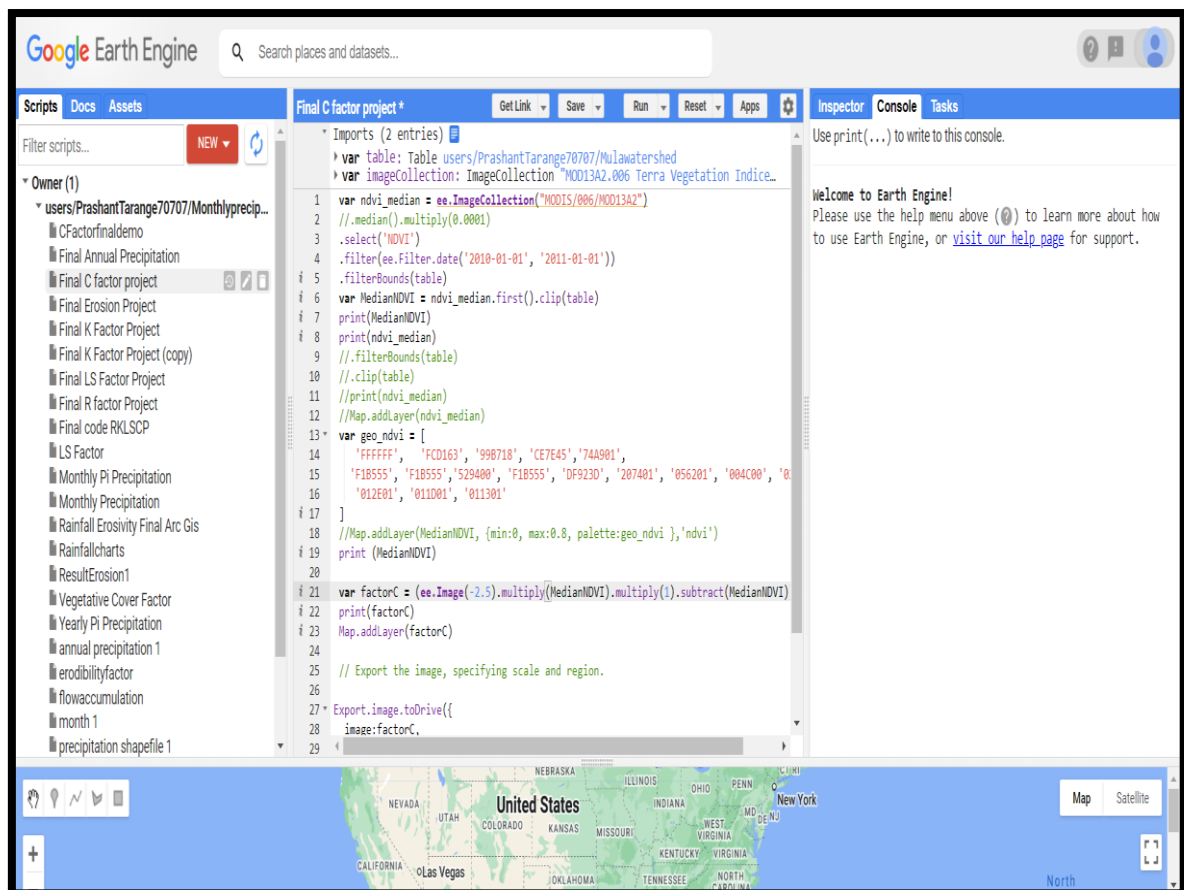 Google Earth Engine
Search places and datasets...
Scripts Docs Assets
Filter scripts...
NEW
Owner (1)
users/PrashantTarange70707/Monthlyprecip...
CFactorfinaldemo
Final Annual Precipitation
Final C factor project
Final Erosion Project
Final K Factor Project
Final K Factor Project (copy)
Final LS Factor Project
Final R factor Project
Final code RKLSCP
LS Factor
Monthly Pi Precipitation
Monthly Precipitation
Rainfall Erosivity Final Arc Gis
Rainfallcharts
ResultErosion1
Vegetative Cover Factor
Yearly Pi Precipitation
annual precipitation 1
erodibilityfactor
flowaccumulation
month 1
precipitation shapefile 1
Final C factor project *
Get Link Save Run Reset Apps
Imports (2 entries)
var table: Table users/PrashantTarange70707/Mulawatershed
var imageCollection: ImageCollection "MOD13A2.006 Terra Vegetation Indice…
1 var ndvi_median = ee.ImageCollection("MODIS/006/MOD13A2")
2 //.median().multiply(0.0001)
3 .select('NDVI')
4 .filter(ee.Filter.date('2010-01-01', '2011-01-01'))
i 5 .filterBounds(table)
i 6 var MedianNDVI = ndvi_median.first().clip(table)
i 7 print(MedianNDVI)
i 8 print(ndvi_median)
9 //.filterBounds(table)
10 //.clip(table)
11 //print(ndvi_median)
12 //Map.addLayer(ndvi_median)
13 var geo_ndvi = [
14 'FFFFFF', 'FCD163', '99B718', 'CE7E45','74A901',
15 'F1B555', 'F1B555','529400', 'F1B555', 'DF923D', '207401', '056201', '004C00',
16 '012E01', '011D01', '011301'
i 17 ]
18 //Map.addLayer(MedianNDVI, {min:0, max:0.8, palette:geo_ndvi },'ndvi')
i 19 print (MedianNDVI)
20
i 21 var factorC = (ee.Image(-2.5).multiply(MedianNDVI).multiply(1).subtract(MedianNDVI)
i 22 print(factorC)
i 23 Map.addLayer(factorC)
24
25 // Export the image, specifying scale and region.
26
27 Export.image.toDrive({
28 image:factorC,
29
Inspector Console Tasks
Use print(...) to write to this console.
Welcome to Earth Engine!
Please use the help menu above (?) to learn more about how
to use Earth Engine, or visit our help page for support.
NEBRASKA
ILLINOIS
OHIO
PENN
CT RI
NEVADA
United States
INDIANA
New York
UTAH
COLORADO
KANSAS
MISSOURI
WEST
VIRGINIA
MD
DE NJ
KENTUCKY
VIRGINIA
CALIFORNIA
Las Vegas
OKLAHOMA
TENNESSEE
NORTH
CAROLINA
Map Satellite
North